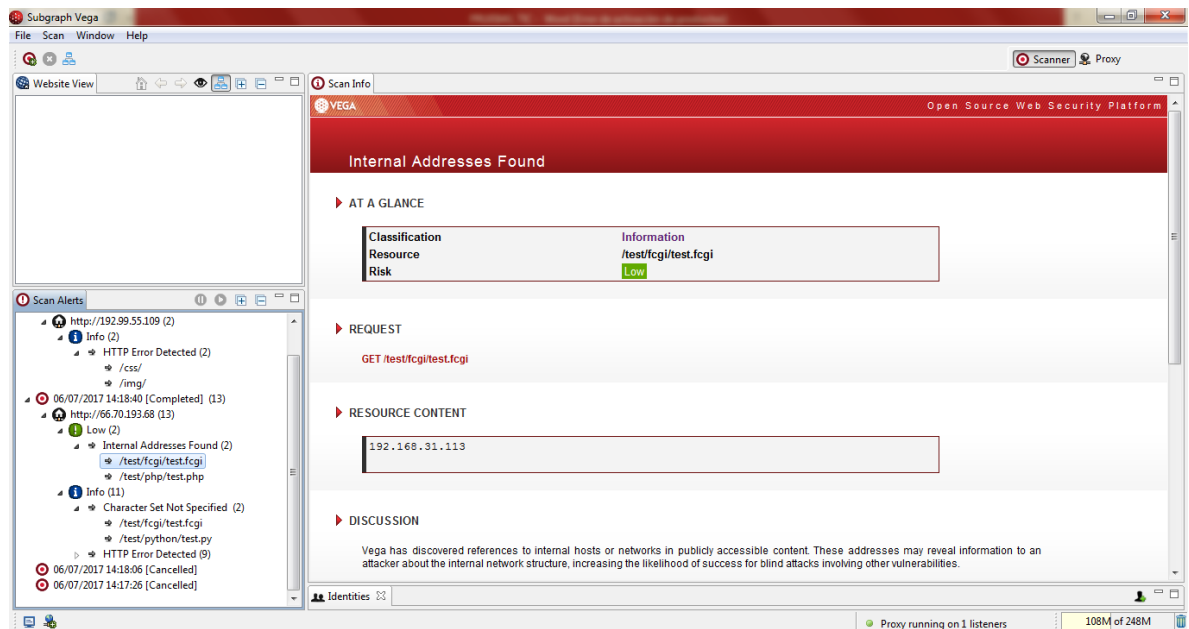 Subgraph Vega
File Scan Window Help
Scanner
Proxy
Website View
Scan Info
VEGA
Open Source Web Security Platform
Internal Addresses Found
AT A GLANCE
Classification Information
Resource /test/fcgi/test.fcgi
Risk Low
REQUEST
GET /test/fcgi/test.fcgi
RESOURCE CONTENT
192.168.31.113
DISCUSSION
Vega has discovered references to internal hosts or networks in publicly accessible content. These addresses may reveal information to an
attacker about the internal network structure, increasing the likelihood of success for blind attacks involving other vulnerabilities.
Scan Alerts
http://192.99.55.109 (2)
Info (2)
HTTP Error Detected (2)
/css/
/img/
06/07/2017 14:18:40 [Completed] (13)
http://66.70.193.68 (13)
Low (2)
Internal Addresses Found (2)
/test/fcgi/test.fcgi
/test/php/test.php
Info (11)
Character Set Not Specified (2)
/test/fcgi/test.fcgi
/test/python/test.py
HTTP Error Detected (9)
06/07/2017 14:18:06 [Cancelled]
06/07/2017 14:17:26 [Cancelled]
Identities
Proxy running on 1 listeners
108M of 248M